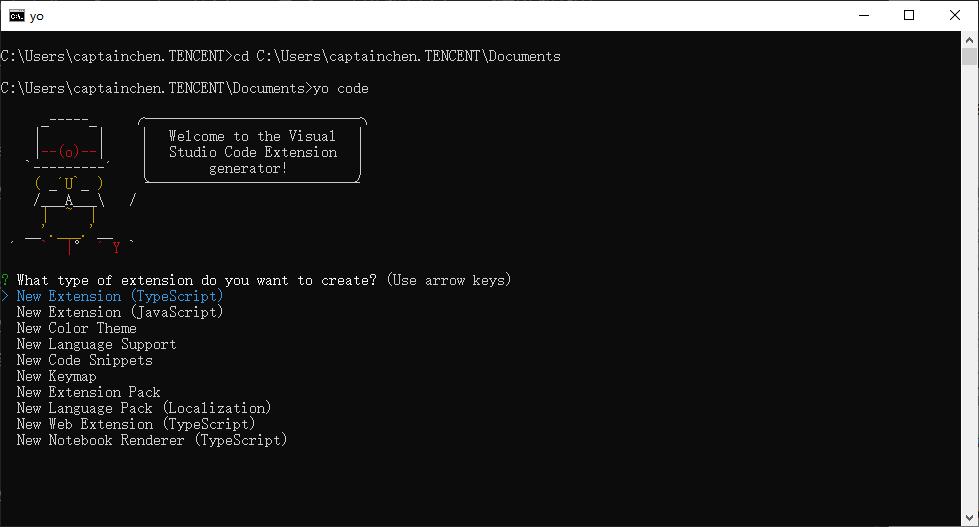 yo
C:\Users\captainchen.TENCENT>cd C:\Users\captainchen.TENCENT\Documents
C:\Users\captainchen.TENCENT\Documents>yo code
Welcome to the Visual
Studio Code Extension
generator!
? What type of extension do you want to create? (Use arrow keys)
> New Extension (TypeScript)
New Extension (JavaScript)
New Color Theme
New Language Support
New Code Snippets
New Keymap
New Extension Pack
New Language Pack (Localization)
New Web Extension (TypeScript)
New Notebook Renderer (TypeScript)